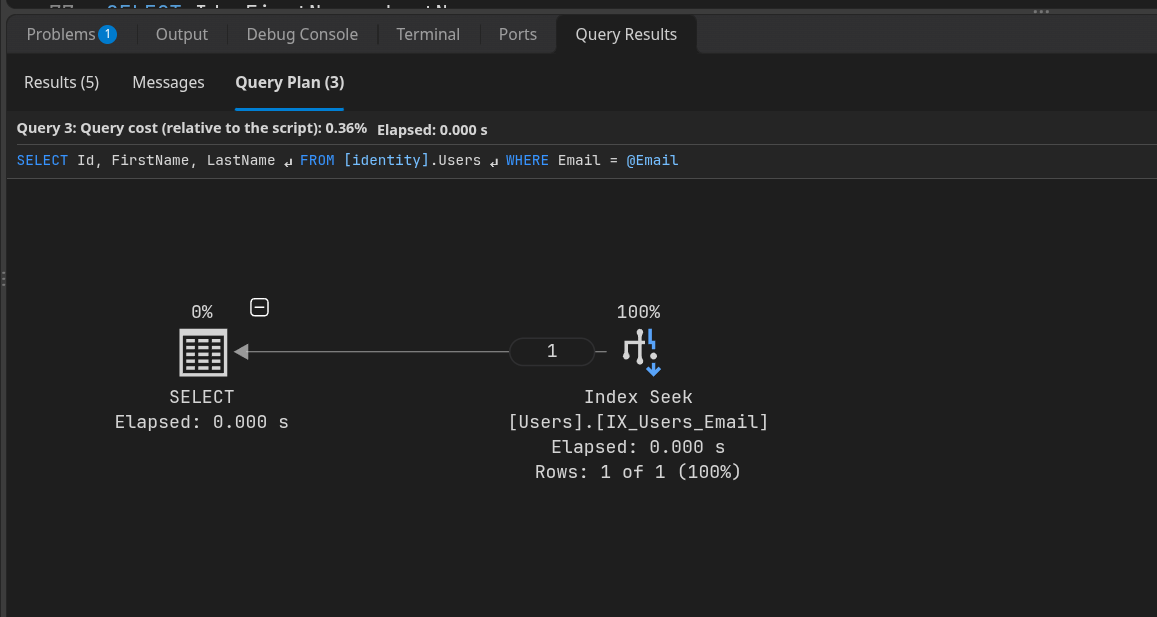 Problems 1 Output Debug Console Terminal Ports Query Results
Results (5) Messages Query Plan (3)
Query 3: Query cost (relative to the script): 0.36% Elapsed: 0.000 s
SELECT Id, FirstName, LastName ↵ FROM [identity].Users ↵ WHERE Email = @Email
0%
100%
1
SELECT
Elapsed: 0.000 s
Index Seek
[Users].[IX_Users_Email]
Elapsed: 0.000 s
Rows: 1 of 1 (100%)